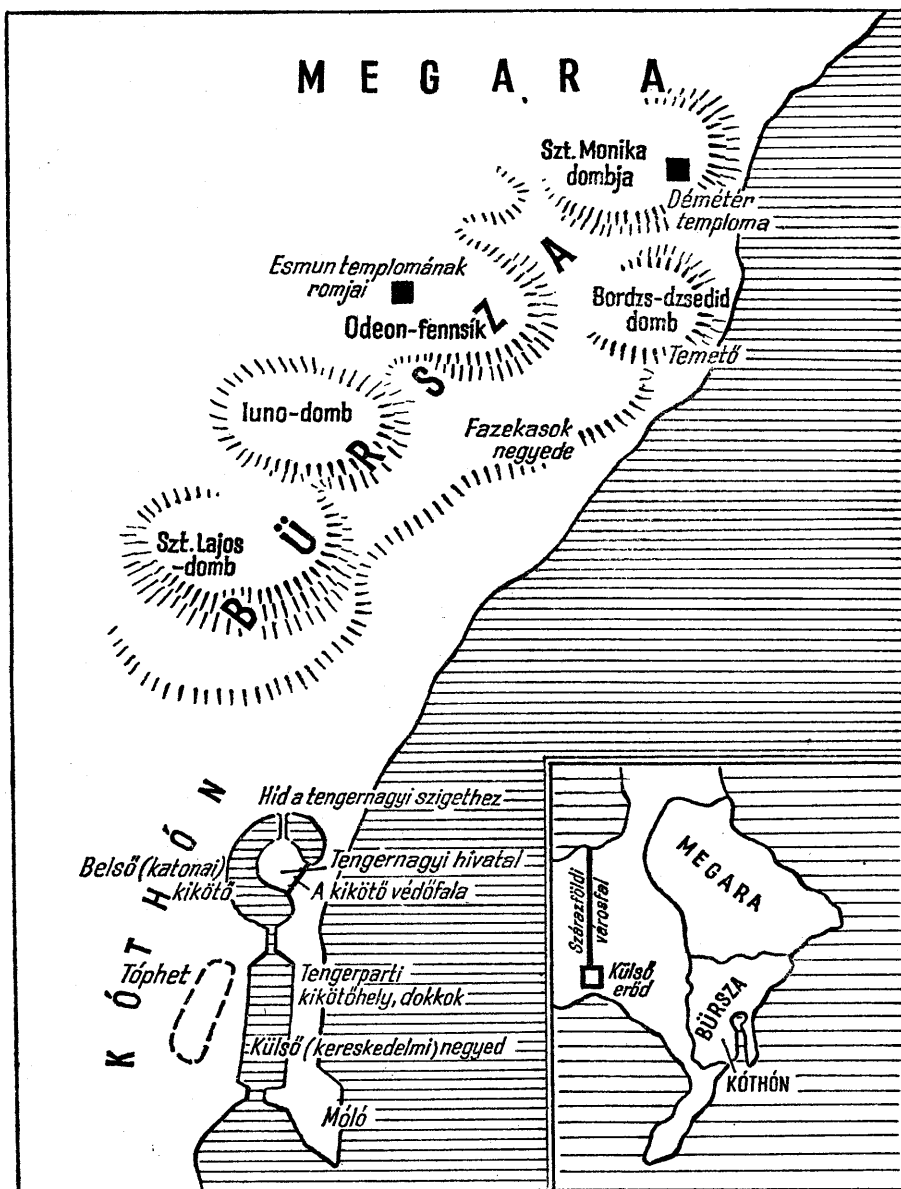 MEGARA
Szt. Monika
dombja
Démétér
temploma
Esmun templomának
romjai
Odeon-fennsík
Bordzs-dzsedid
domb
Temető
Iuno-domb
Fazekasok
negyede
Szt. Lajos
-domb
BÜRSZA
KÓTHÓN
Híd a tengernagyi szigethez
Belső (katonai)
kikötő
Tengernagyi hivatal
A kikötő védőfala
Tóphet
Tengerparti
kikötőhely, dokkok
Külső (kereskedelmi) negyed
Móló
MEGARA
Szárazföldi
városfal
Külső
erőd
BÜRSZA
KÓTHÓN